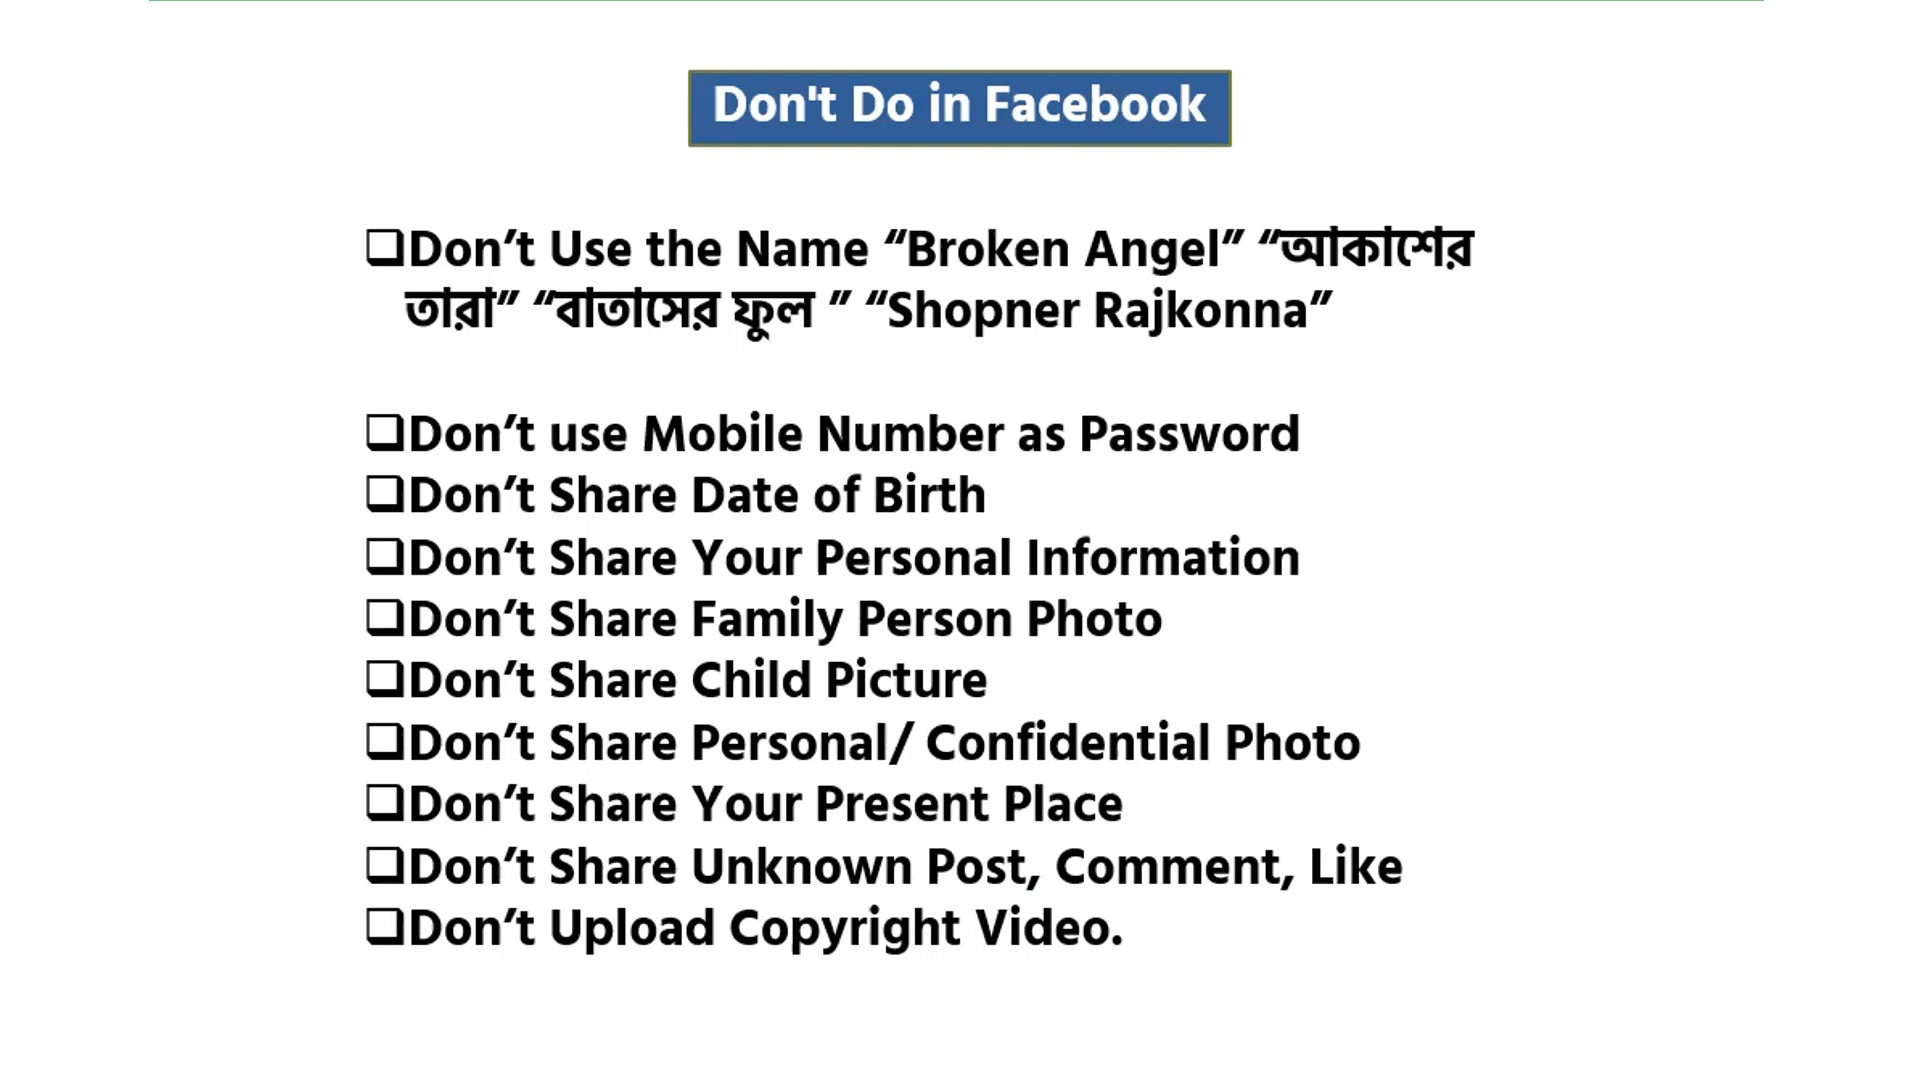 Don't Do in Facebook
❑Don’t Use the Name “Broken Angel” “আকাশের
তারা” “বাতাসের ফুল ” “Shopner Rajkonna”
❑Don’t use Mobile Number as Password
❑Don’t Share Date of Birth
❑Don’t Share Your Personal Information
❑Don’t Share Family Person Photo
❑Don’t Share Child Picture
❑Don’t Share Personal/ Confidential Photo
❑Don’t Share Your Present Place
❑Don’t Share Unknown Post, Comment, Like
❑Don’t Upload Copyright Video.